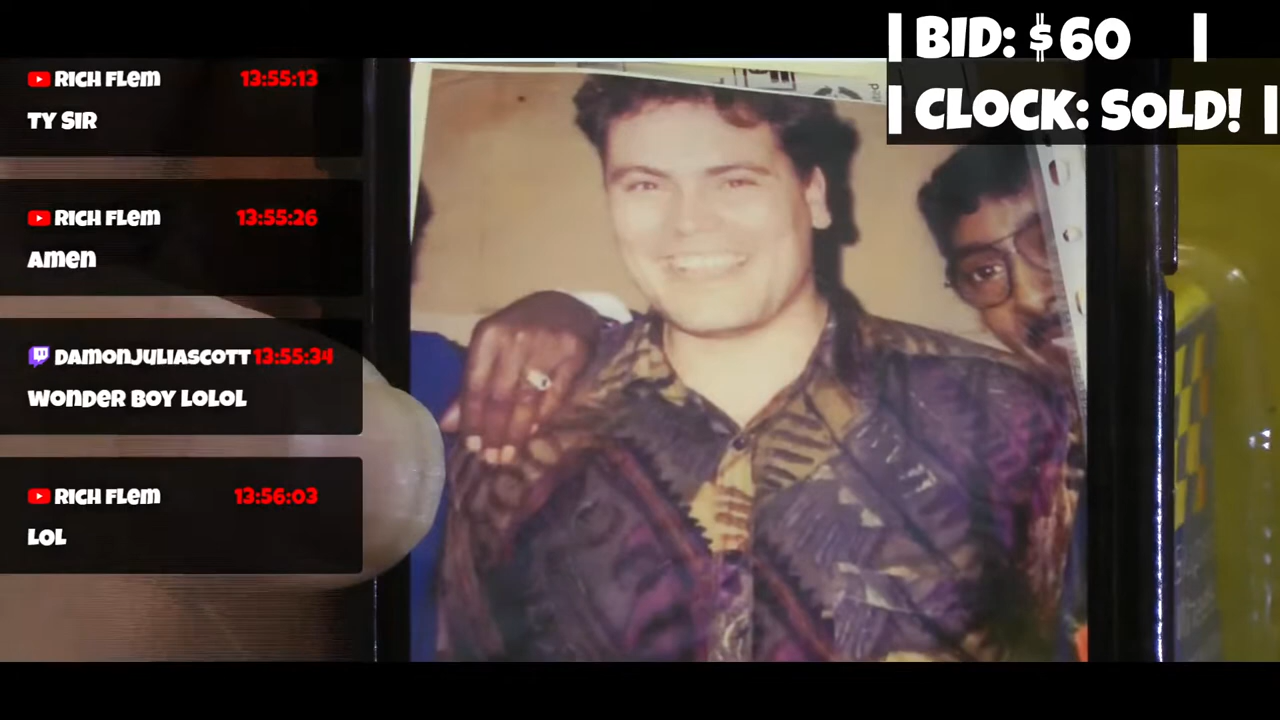 RICH FLEM 13:55:13
TY SIR
RICH FLEM 13:55:26
AMEN
DAMONJULIASCOTT 13:55:34
WONDER BOY LOLOL
RICH FLEM 13:56:03
LOL
| BID: $60 |
| CLOCK: SOLD! |